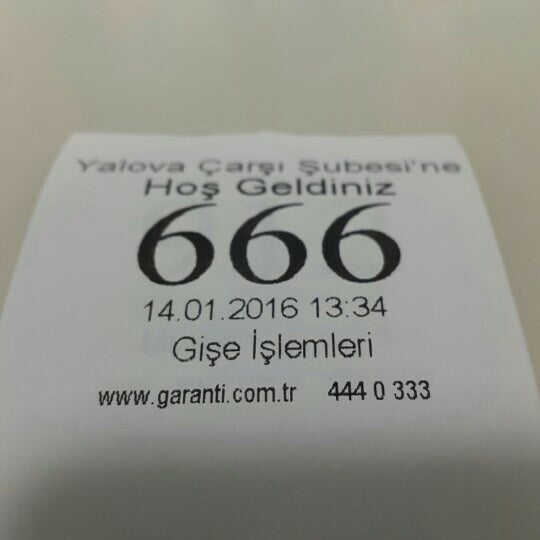 Yalova Çarşı Şubesi'ne
Hoş Geldiniz
666
14.01.2016 13:34
Gişe İşlemleri
www.garanti.com.tr 444 0 333